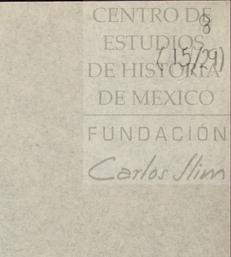 CENTRO DE
8
ESTUDIOS
(15/29)
DE HISTORIA
DE MEXICO
FUNDACIÓN
Carlos Slim